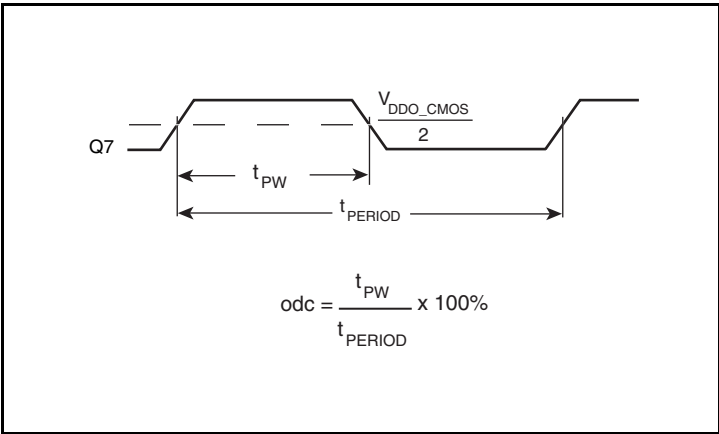 V_DDO_CMOS
2
Q7
t_PW
t_PERIOD
odc = t_PW / t_PERIOD x 100%